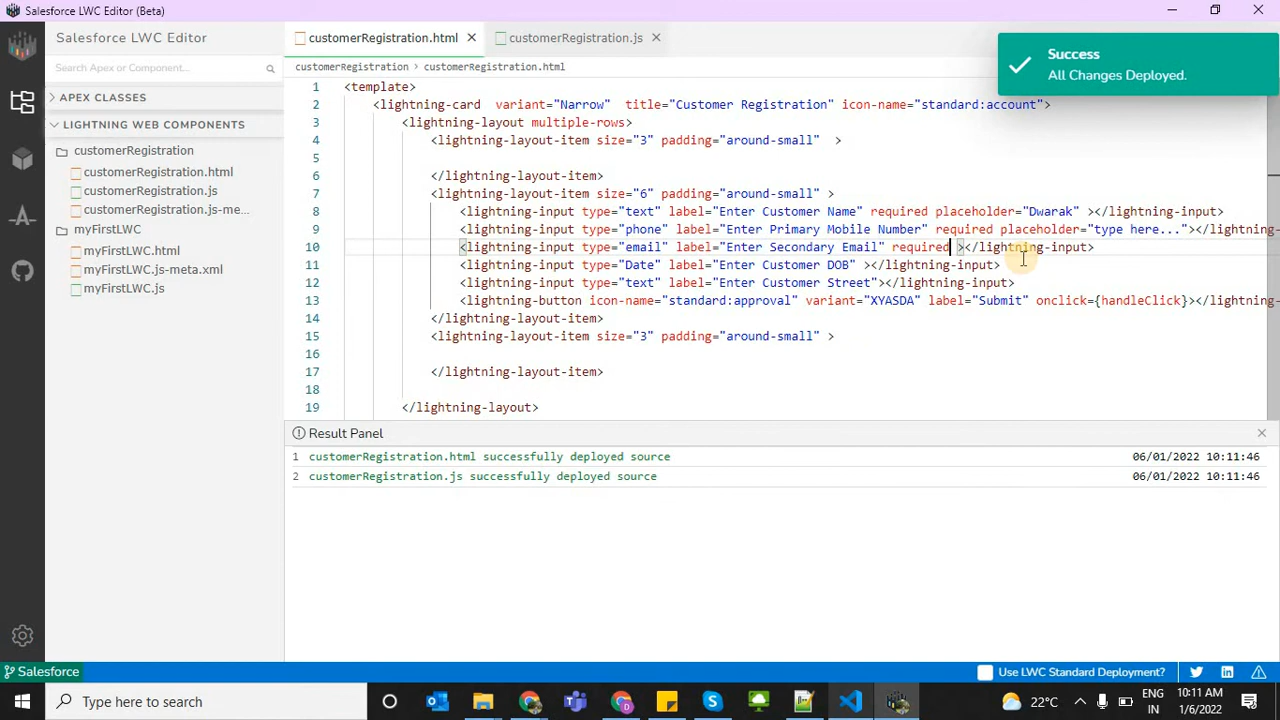 Salesforce LWC Editor (Beta)
Salesforce LWC Editor
Search Apex or Component...
APEX CLASSES
LIGHTNING WEB COMPONENTS
customerRegistration
customerRegistration.html
customerRegistration.js
customerRegistration.js-me...
myFirstLWC
myFirstLWC.html
myFirstLWC.js-meta.xml
myFirstLWC.js
customerRegistration.html
customerRegistration.js
customerRegistration customerRegistration.html
Success
All Changes Deployed.
1 <template>
2 <lightning-card variant="Narrow" title="Customer Registration" icon-name="standard:account">
3 <lightning-layout multiple-rows>
4 <lightning-layout-item size="3" padding="around-small" >
5
6 </lightning-layout-item>
7 <lightning-layout-item size="6" padding="around-small" >
8 <lightning-input type="text" label="Enter Customer Name" required placeholder="Dwarak" ></lightning-input>
9 <lightning-input type="phone" label="Enter Primary Mobile Number" required placeholder="type here..."></lightning-
10 <lightning-input type="email" label="Enter Secondary Email" required ></lightning-input>
11 <lightning-input type="Date" label="Enter Customer DOB" ></lightning-input>
12 <lightning-input type="text" label="Enter Customer Street"></lightning-input>
13 <lightning-button icon-name="standard:approval" variant="XYASDA" label="Submit" onclick={handleClick}></lightning-
14 </lightning-layout-item>
15 <lightning-layout-item size="3" padding="around-small" >
16
17 </lightning-layout-item>
18
19 </lightning-layout>
Result Panel
1 customerRegistration.html successfully deployed source 06/01/2022 10:11:46
2 customerRegistration.js successfully deployed source 06/01/2022 10:11:46
Salesforce
Use LWC Standard Deployment?
Type here to search
22°C
ENG
IN
10:11 AM
1/6/2022